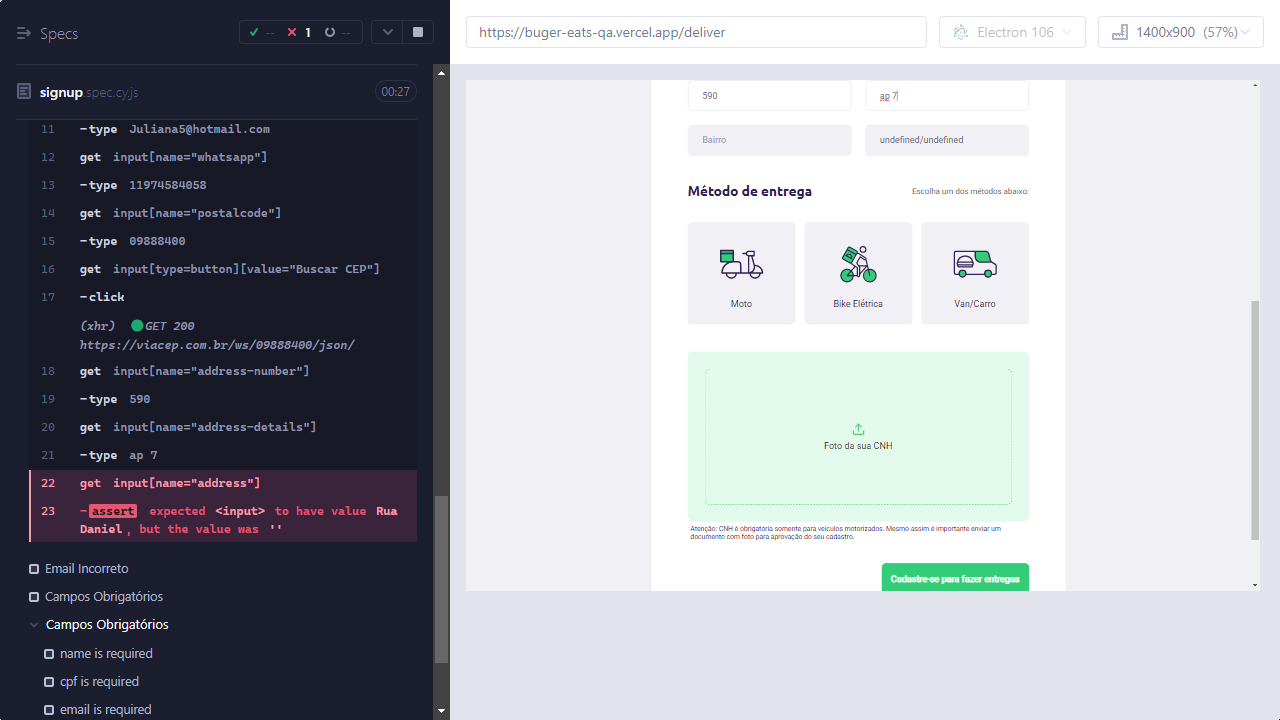 Specs
-- 1 --
signup.spec.cy.js 00:27
11 -type Juliana5@hotmail.com
12 get input[name="whatsapp"]
13 -type 11974584058
14 get input[name="postalcode"]
15 -type 09888400
16 get input[type=button][value="Buscar CEP"]
17 -click
(xhr) GET 200
https://viacep.com.br/ws/09888400/json/
18 get input[name="address-number"]
19 -type 590
20 get input[name="address-details"]
21 -type ap 7
22 get input[name="address"]
23 -assert expected <input> to have value Rua
Daniel, but the value was ''
Email Incorreto
Campos Obrigatórios
Campos Obrigatórios
name is required
cpf is required
email is required
https://buger-eats-qa.vercel.app/deliver
Electron 106
1400x900 (57%)
590
ap 7
Bairro
undefined/undefined
Método de entrega
Escolha um dos métodos abaixo:
Moto
Bike Elétrica
Van/Carro
Foto da sua CNH
Atenção: CNH é obrigatória somente para veículos motorizados. Mesmo assim é importante enviar um
documento com foto para aprovação do seu cadastro.
Cadastre-se para fazer entregas